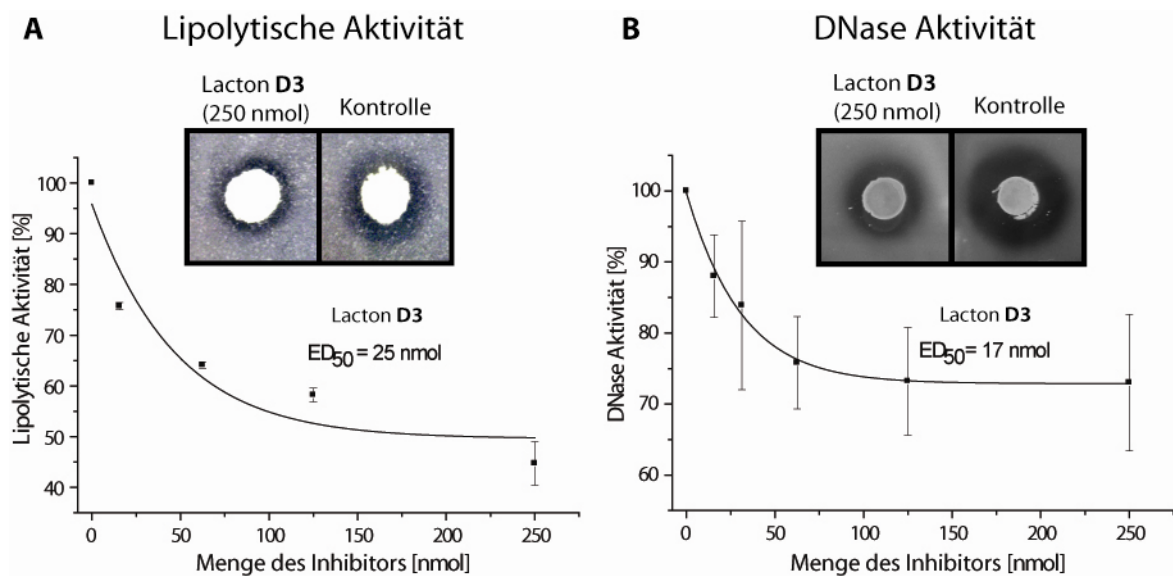 A Lipolytische Aktivität
Lacton D3
(250 nmol)
Kontrolle
100
90
80
70
60
50
40
Lipolytische Aktivität [%]
Lacton D3
ED50 = 25 nmol
0 50 100 150 200 250
Menge des Inhibitors [nmol]
B DNase Aktivität
Lacton D3
(250 nmol)
Kontrolle
100
90
80
70
60
DNase Aktivität [%]
Lacton D3
ED50 = 17 nmol
0 50 100 150 200 250
Menge des Inhibitors [nmol]